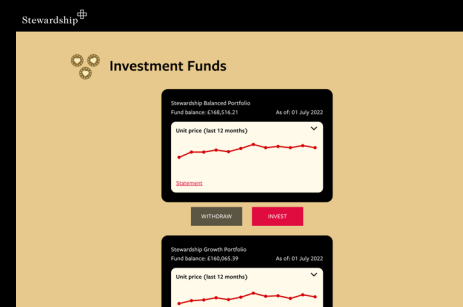 Stewardship
Investment Funds
Stewardship Balanced Portfolio
Fund balance: £168,516.21 As of: 01 July 2022
Unit price (last 12 months)
Statement
WITHDRAW INVEST
Stewardship Growth Portfolio
Fund balance: £160,065.39 As of: 01 July 2022
Unit price (last 12 months)